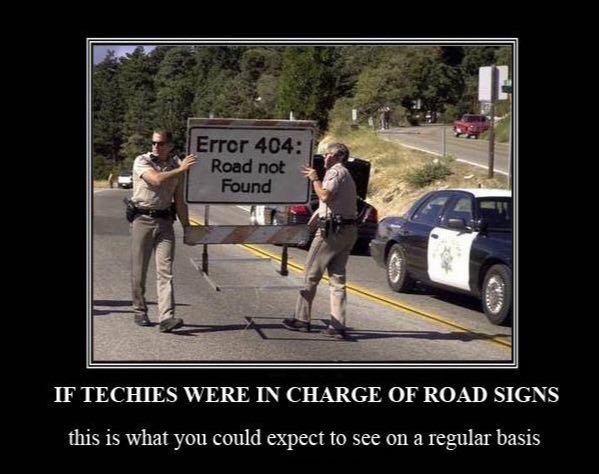 Error 404:
Road not
Found
IF TECHIES WERE IN CHARGE OF ROAD SIGNS
this is what you could expect to see on a regular basis